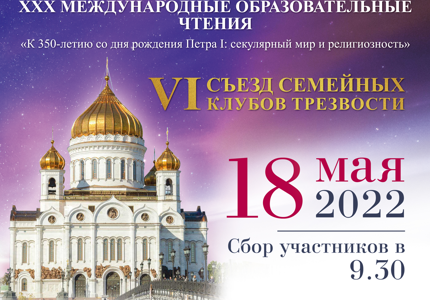 XXX МЕЖДУНАРОДНЫЕ ОБРАЗОВАТЕЛЬНЫЕ
ЧТЕНИЯ
«К 350-летию со дня рождения Петра I: секулярный мир и религиозность»
VI СЪЕЗД СЕМЕЙНЫХ
КЛУБОВ ТРЕЗВОСТИ
18 мая
2022
Сбор участников в
9.30